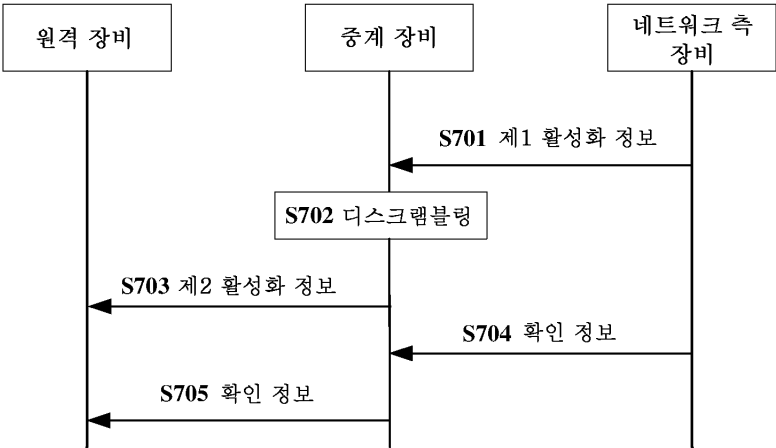 원격 장비
중계 장비
네트워크 측
장비
S701 제1 활성화 정보
S702 디스크램블링
S703 제2 활성화 정보
S704 확인 정보
S705 확인 정보